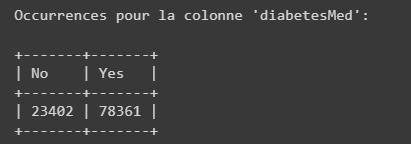 Occurrences pour la colonne 'diabetesMed':
+-------+-------+
| No    | Yes   |
+-------+-------+
| 23402 | 78361 |
+-------+-------+